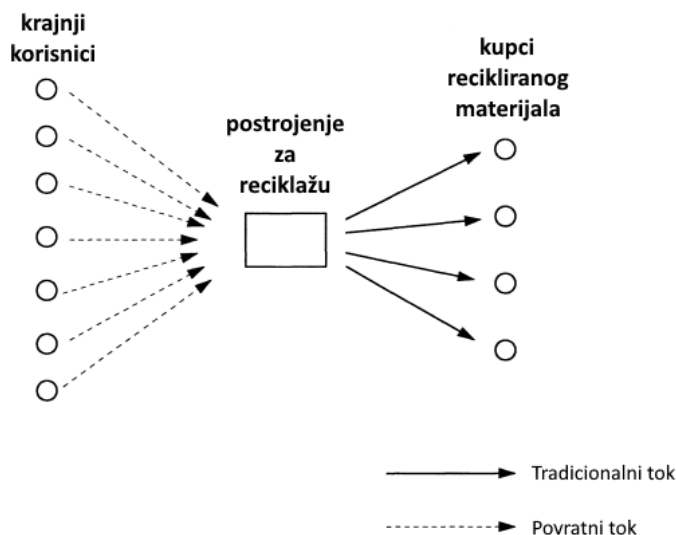 krajnji
korisnici
postrojenje
za
reciklažu
kupci
recikliranog
materijala
Tradicionalni tok
Povratni tok